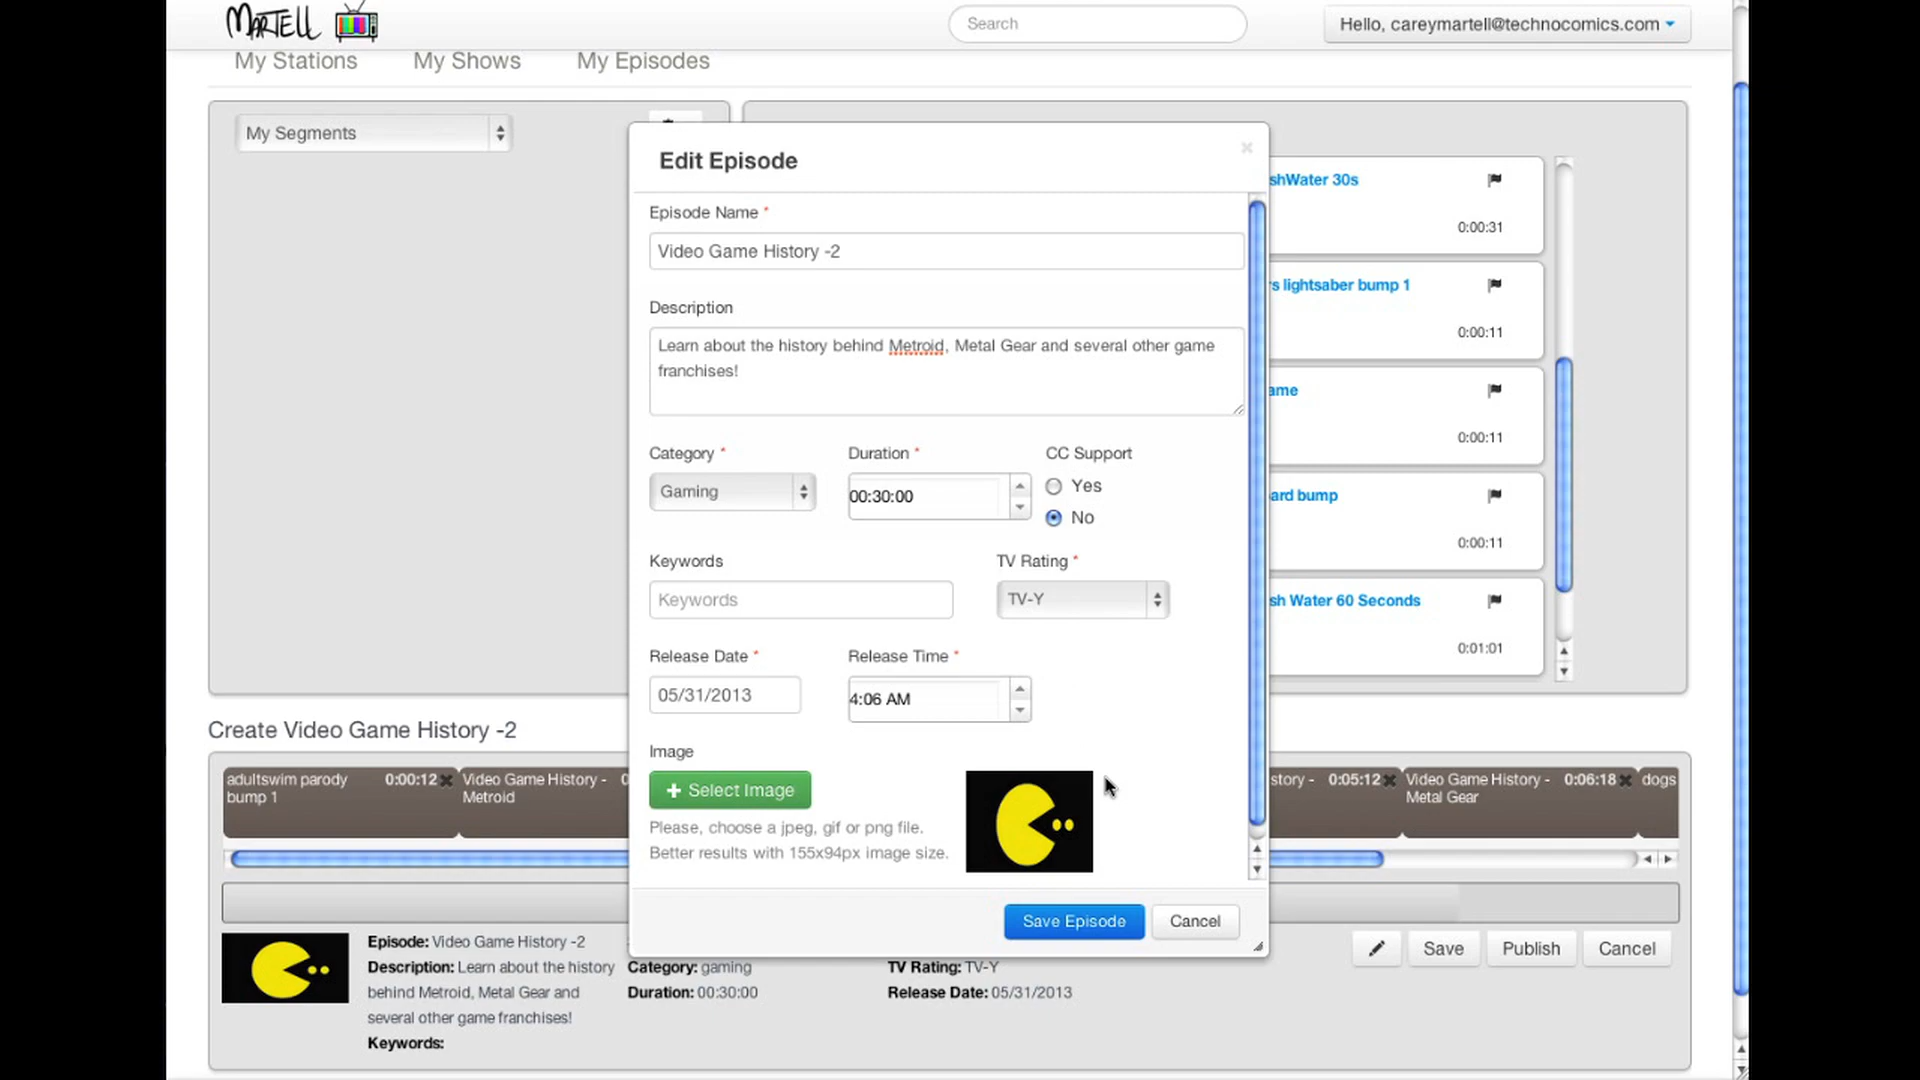 MARTELL
Search
Hello, careymartell@technocomics.com
My Stations
My Shows
My Episodes
My Segments
Edit Episode
×
Episode Name *
Video Game History -2
Description
Learn about the history behind Metroid, Metal Gear and several other game
franchises!
Category *
Duration *
CC Support
Gaming
00:30:00
Yes
No
Keywords
TV Rating *
Keywords
TV-Y
Release Date *
Release Time *
05/31/2013
4:06 AM
Image
+ Select Image
Please, choose a jpeg, gif or png file.
Better results with 155x94px image size.
Save Episode
Cancel
shWater 30s
0:00:31
rs lightsaber bump 1
0:00:11
ame
0:00:11
ard bump
0:00:11
sh Water 60 Seconds
0:01:01
Create Video Game History -2
adultswim parody
bump 1
0:00:12
Video Game History -
Metroid
0
story -
0:05:12
Video Game History -
Metal Gear
0:06:18
dogs
Episode: Video Game History -2
Description: Learn about the history
behind Metroid, Metal Gear and
several other game franchises!
Keywords:
Category: gaming
Duration: 00:30:00
TV Rating: TV-Y
Release Date: 05/31/2013
Save
Publish
Cancel